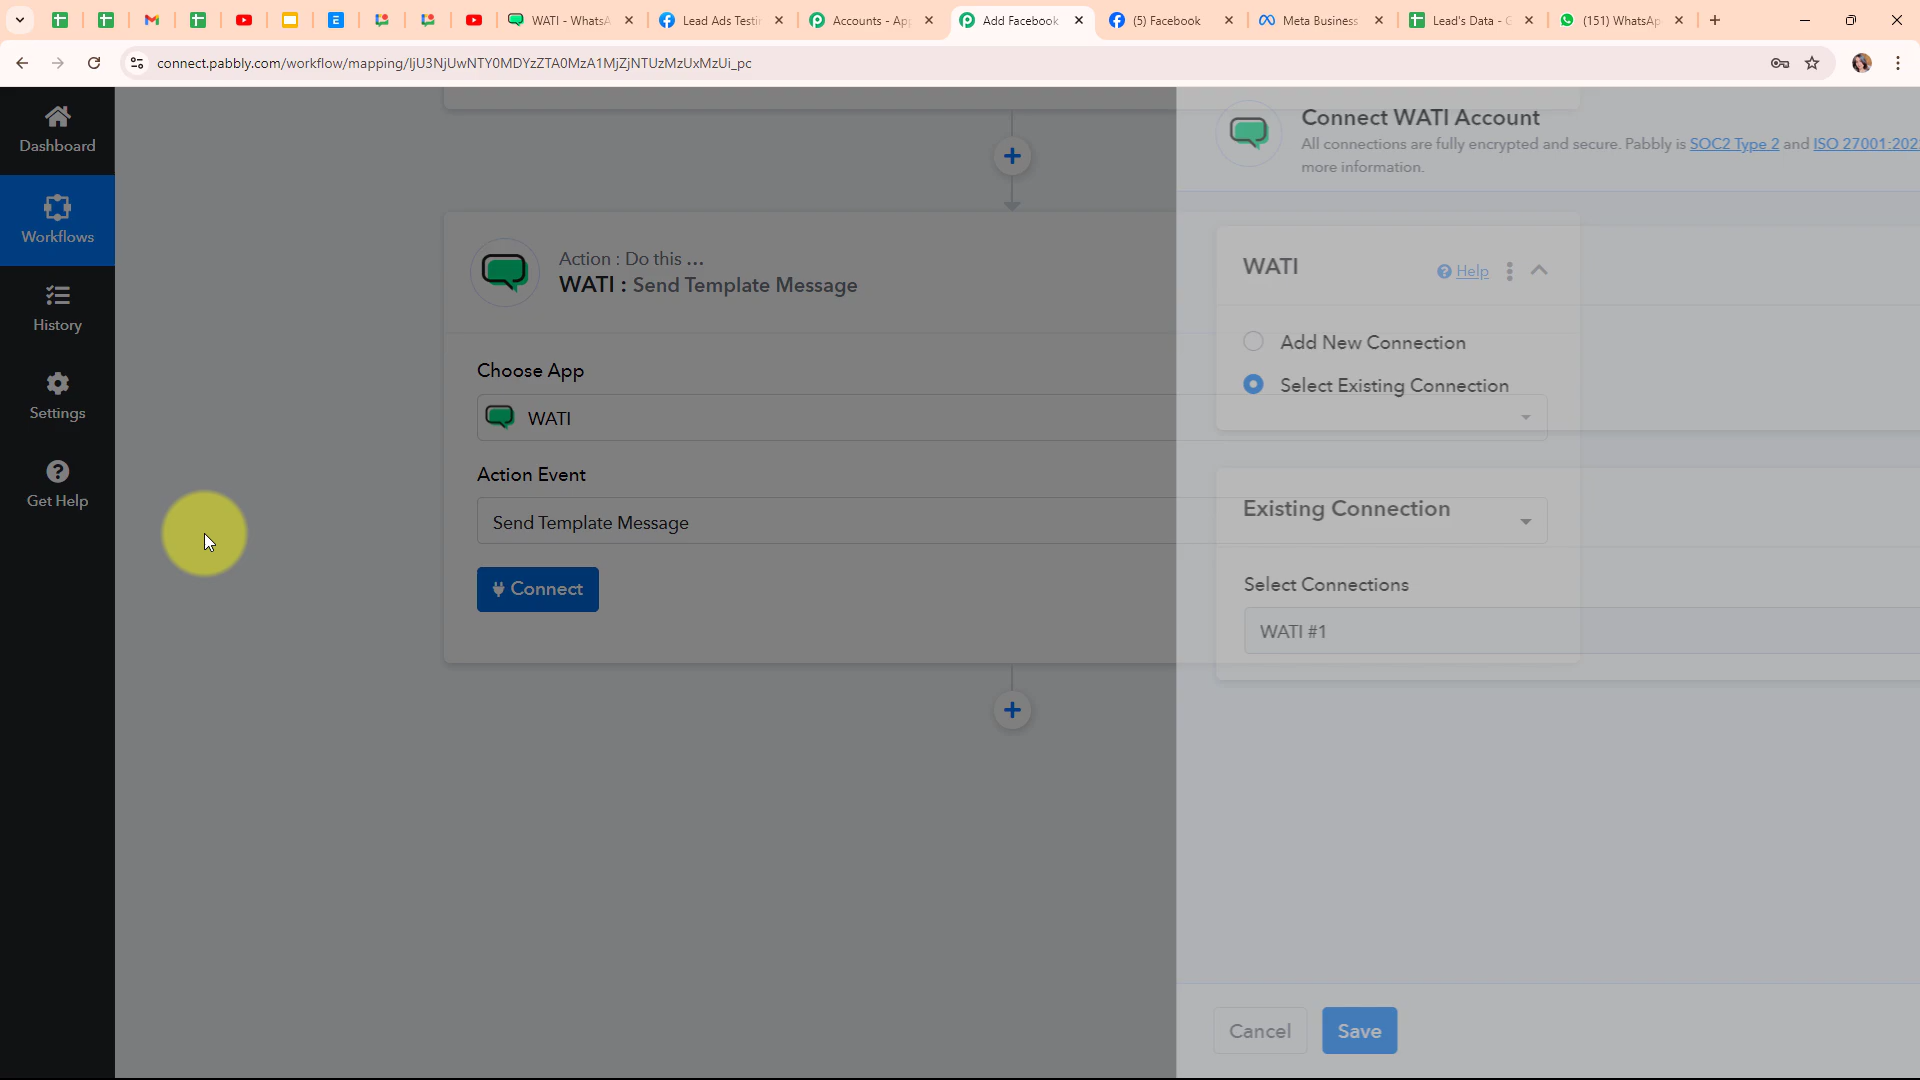 WATI - WhatsA
Lead Ads Testi
Accounts - Ap
Add Facebook
(5) Facebook
Meta Business
Lead's Data - G
(151) WhatsAp
connect.pabbly.com/workflow/mapping/IjU3NjUwNTY0MDYzZTA0MzA1MjZjNTUzMzUxMzUi_pc
Dashboard
Workflows
History
Settings
Get Help
Action : Do this ...
WATI : Send Template Message
Choose App
WATI
Action Event
Send Template Message
Connect
Connect WATI Account
All connections are fully encrypted and secure. Pabbly is SOC2 Type 2 and ISO 27001:202
more information.
WATI
Help
Add New Connection
Select Existing Connection
Existing Connection
Select Connections
WATI #1
Cancel
Save